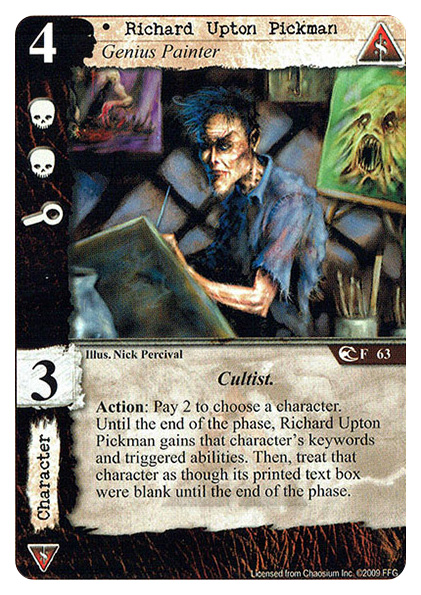 4
• Richard Upton Pickman
Genius Painter
Illus. Nick Percival
F 63
3
Cultist.
Action: Pay 2 to choose a character.
Until the end of the phase, Richard Upton
Pickman gains that character's keywords
and triggered abilities. Then, treat that
character as though its printed text box
were blank until the end of the phase.
Character
Licensed from Chaosium Inc. ©2009 FFG